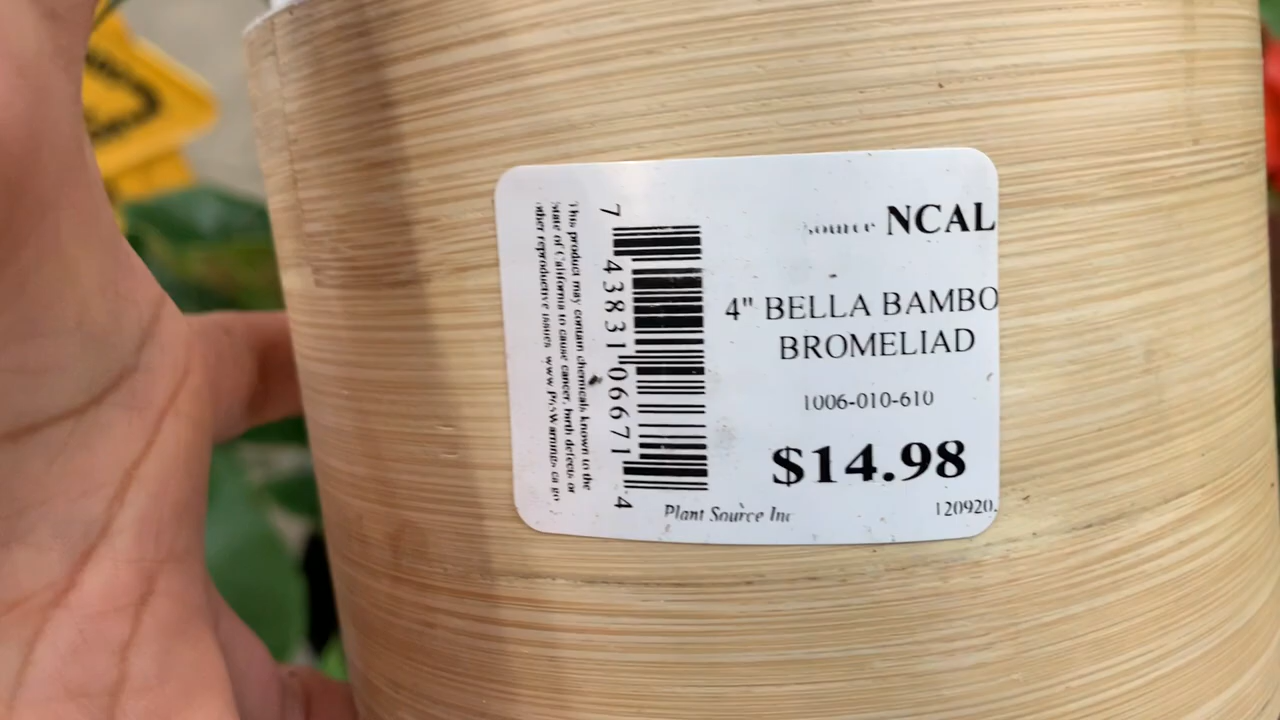 source NCAL
4" BELLA BAMBO
BROMELIAD
1006-010-610
$14.98
120920.
Plant Source Inc
7 43831 06671 4
This product may contain chemicals known to the
State of California to cause cancer, birth defects or
other reproductive issues www.P65Warnings ca go